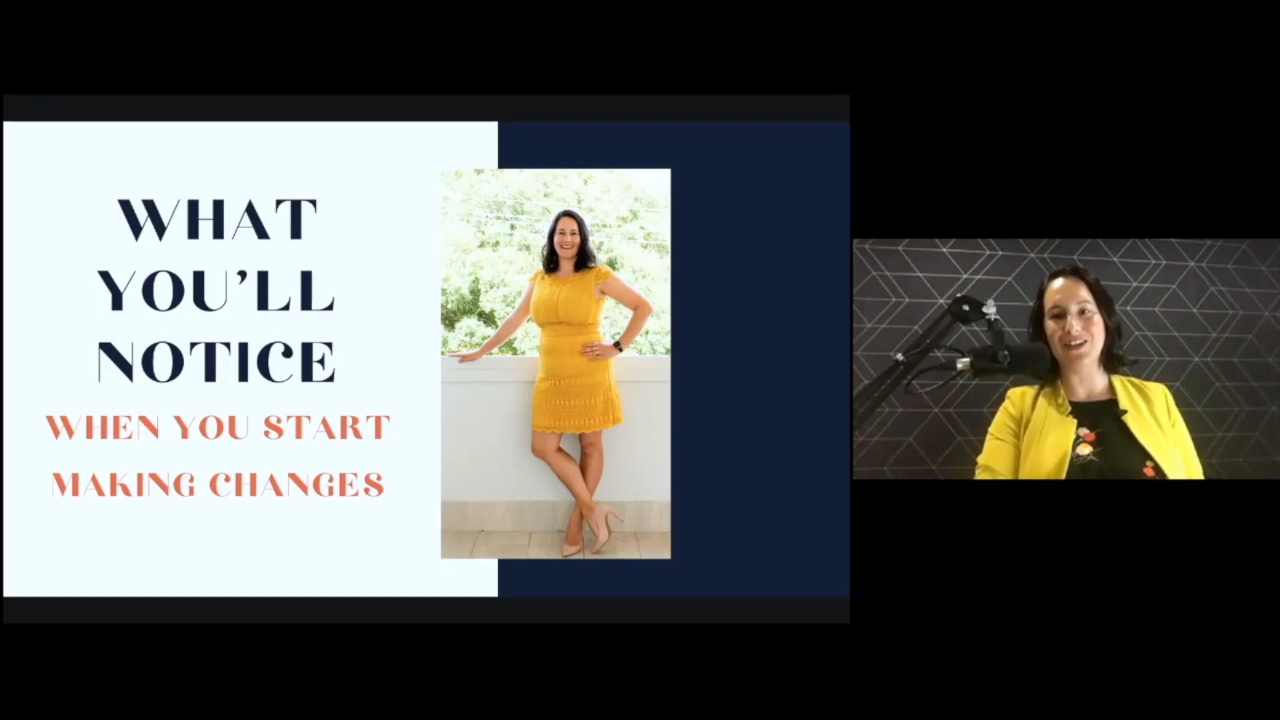 WHAT
YOU'LL
NOTICE
WHEN YOU START
MAKING CHANGES